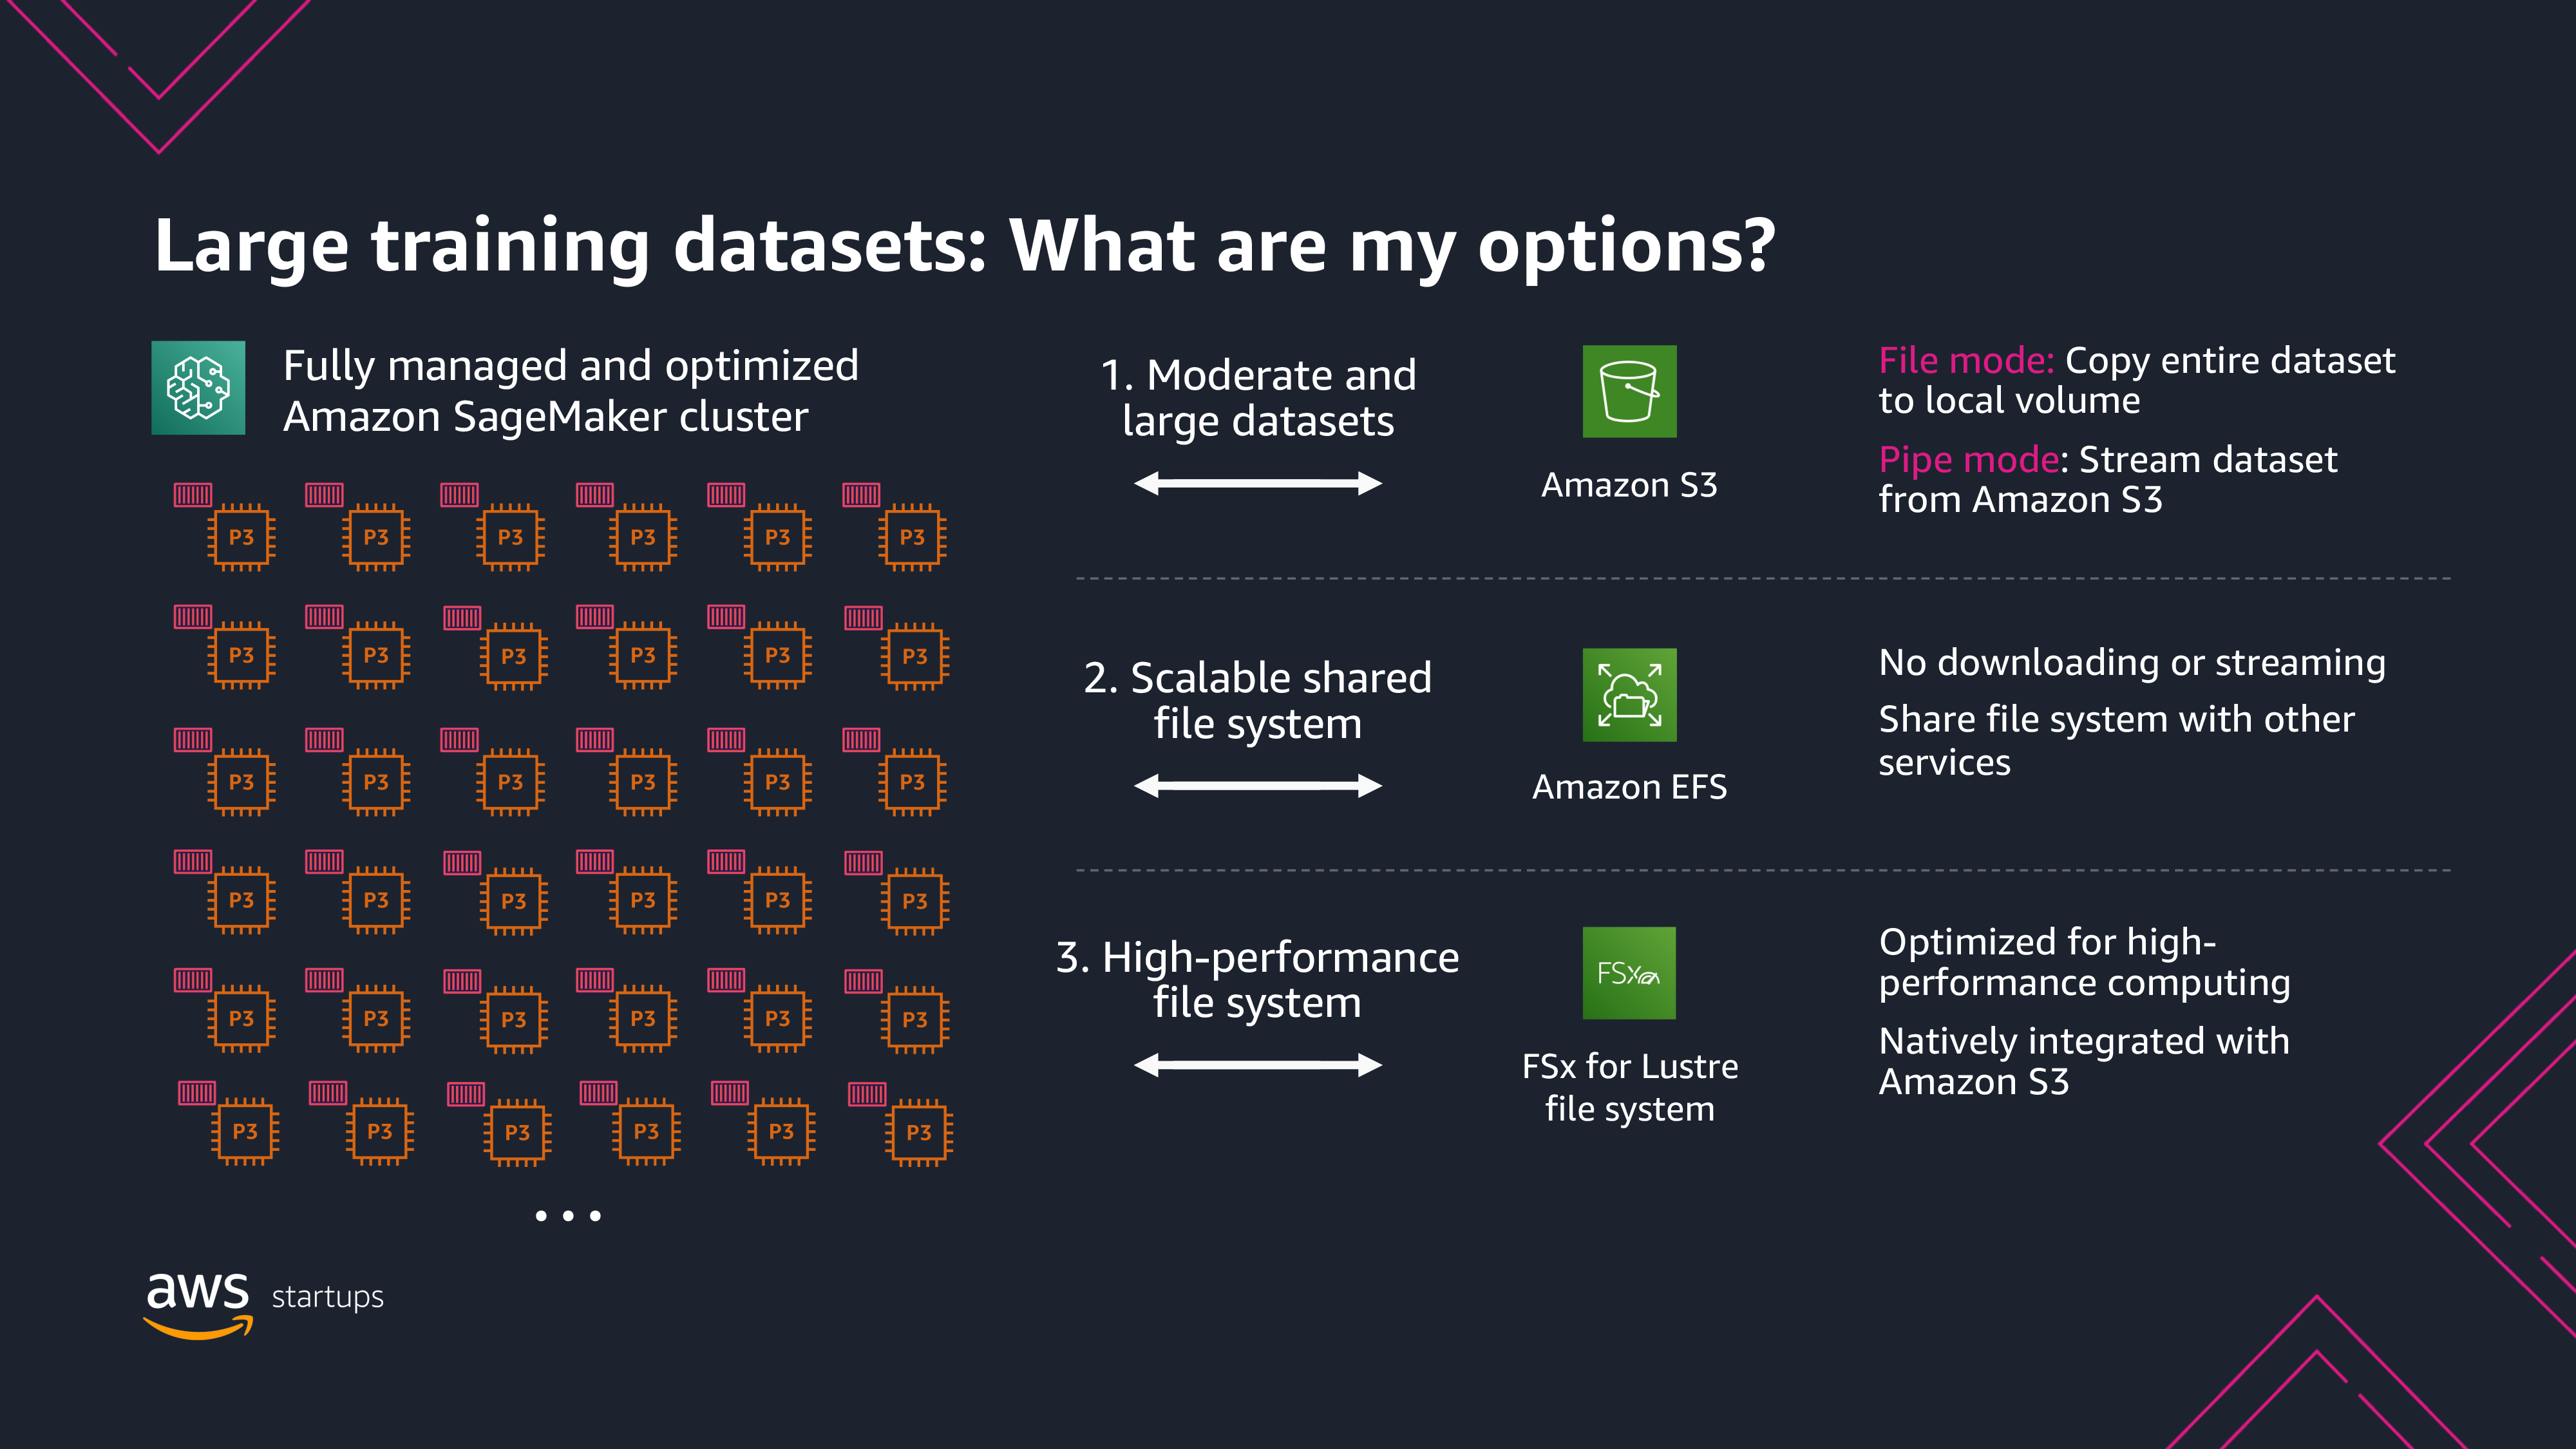 Large training datasets: What are my options?
Fully managed and optimized
Amazon SageMaker cluster
P3 P3 P3 P3 P3 P3
P3 P3 P3 P3 P3 P3
P3 P3 P3 P3 P3 P3
P3 P3 P3 P3 P3 P3
P3 P3 P3 P3 P3 P3
P3 P3 P3 P3 P3 P3
...
1. Moderate and
large datasets
Amazon S3
File mode: Copy entire dataset
to local volume
Pipe mode: Stream dataset
from Amazon S3
2. Scalable shared
file system
Amazon EFS
No downloading or streaming
Share file system with other
services
3. High-performance
file system
FSx
FSx for Lustre
file system
Optimized for high-
performance computing
Natively integrated with
Amazon S3
aws startups